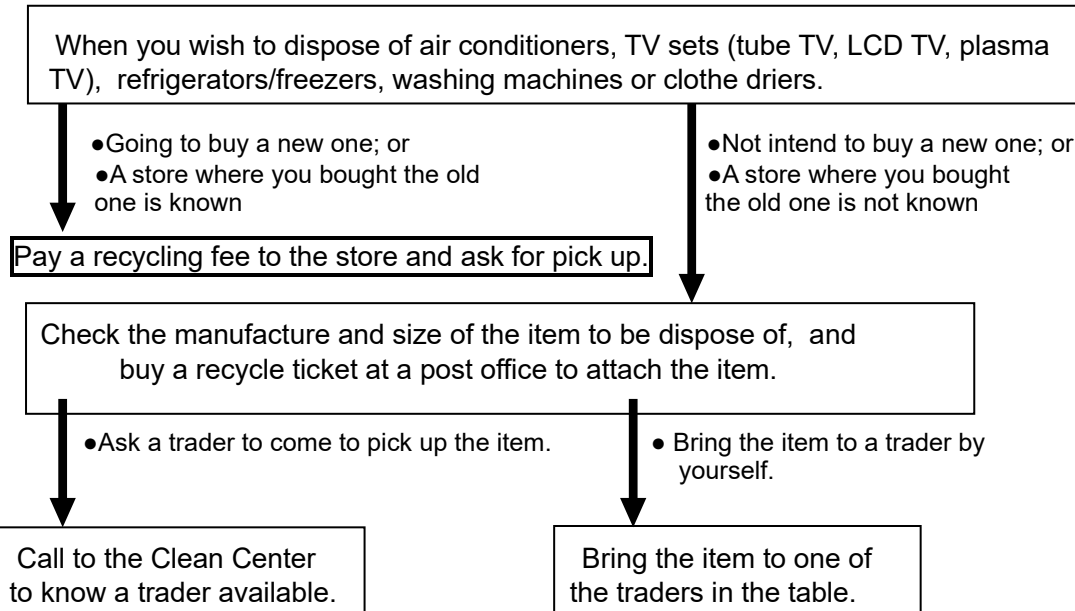 When you wish to dispose of air conditioners, TV sets (tube TV, LCD TV, plasma
TV), refrigerators/freezers, washing machines or clothe driers.
●Going to buy a new one; or
●A store where you bought the old
one is known
●Not intend to buy a new one; or
●A store where you bought
the old one is not known
Pay a recycling fee to the store and ask for pick up.
Check the manufacture and size of the item to be dispose of, and
buy a recycle ticket at a post office to attach the item.
●Ask a trader to come to pick up the item.
● Bring the item to a trader by
yourself.
Call to the Clean Center
to know a trader available.
Bring the item to one of
the traders in the table.